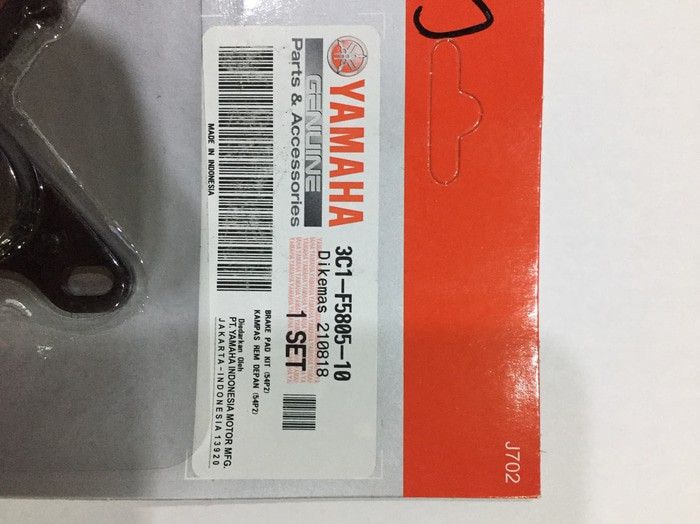 YAMAHA
GENUINE
Parts & Accessories
3C1-F5805-10
Dikemas 210818
1 SET
BRAKE PAD KIT (54P2)
KAMPAS REM DEPAN (54P2)
MADE IN INDONESIA
Diedarkan Oleh
PT.YAMAHA INDONESIA MOTOR MFG.
JAKARTA-INDONESIA 13920
J702